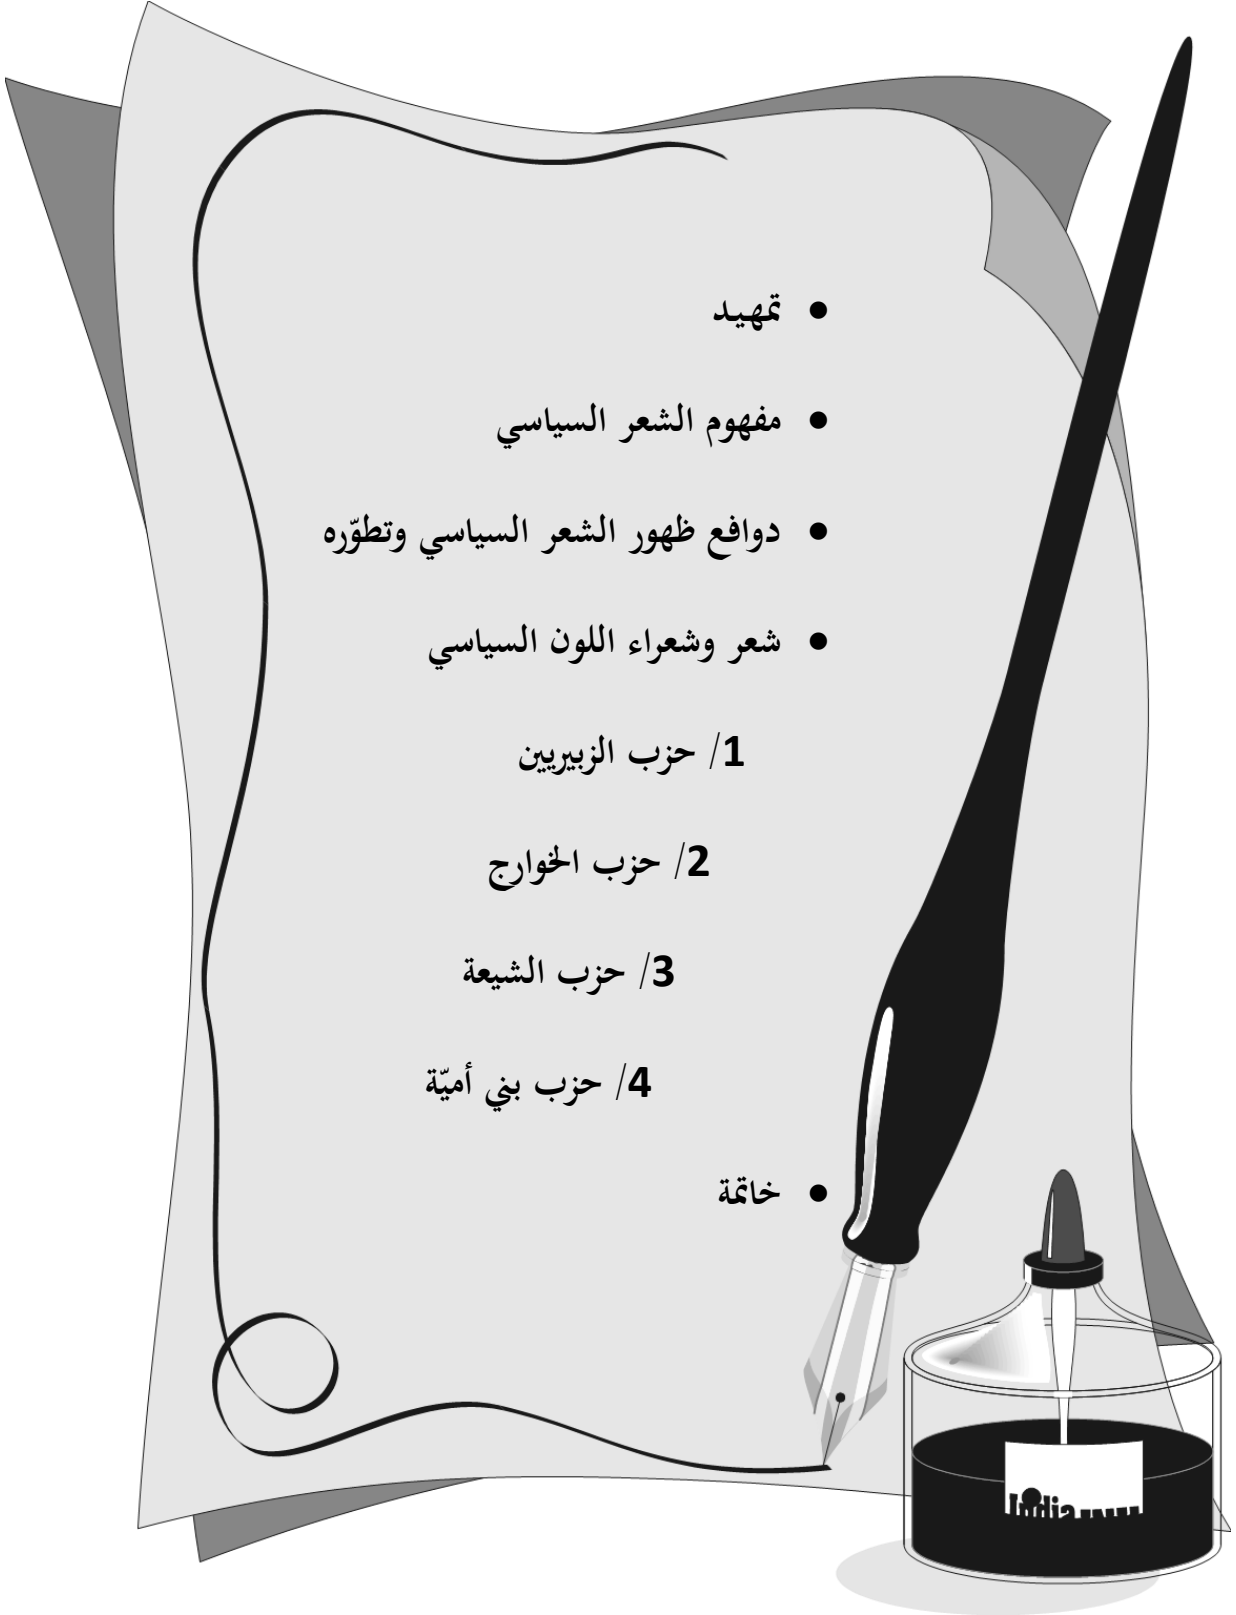 • تمهيد
• مفهوم الشعر السياسي
• دوافع ظهور الشعر السياسي وتطوّره
• شعر وشعراء اللون السياسي
1/ حزب الزبيريين
2/ حزب الخوارج
3/ حزب الشيعة
4/ حزب بني أميّة
• خاتمة
India